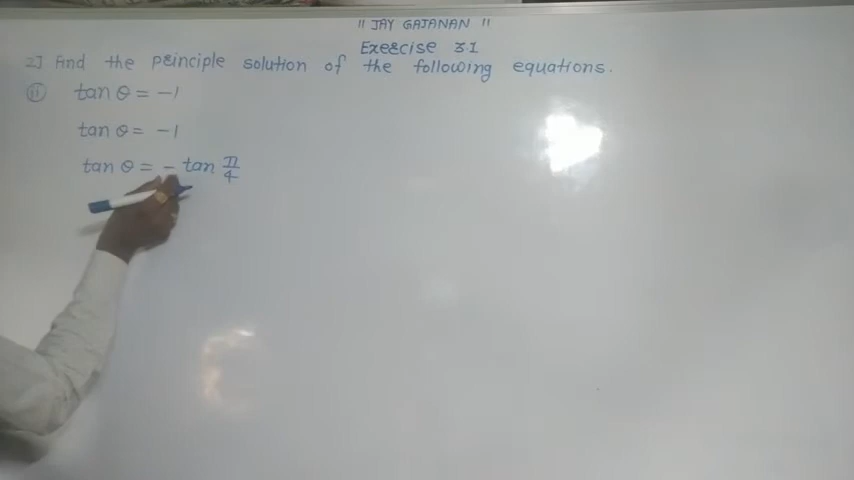 || JAY GAJANAN ||
Exercise 3.1
2] Find the principle solution of the following equations.
ii tan θ = -1
tan θ = -1
tan θ = - tan π/4